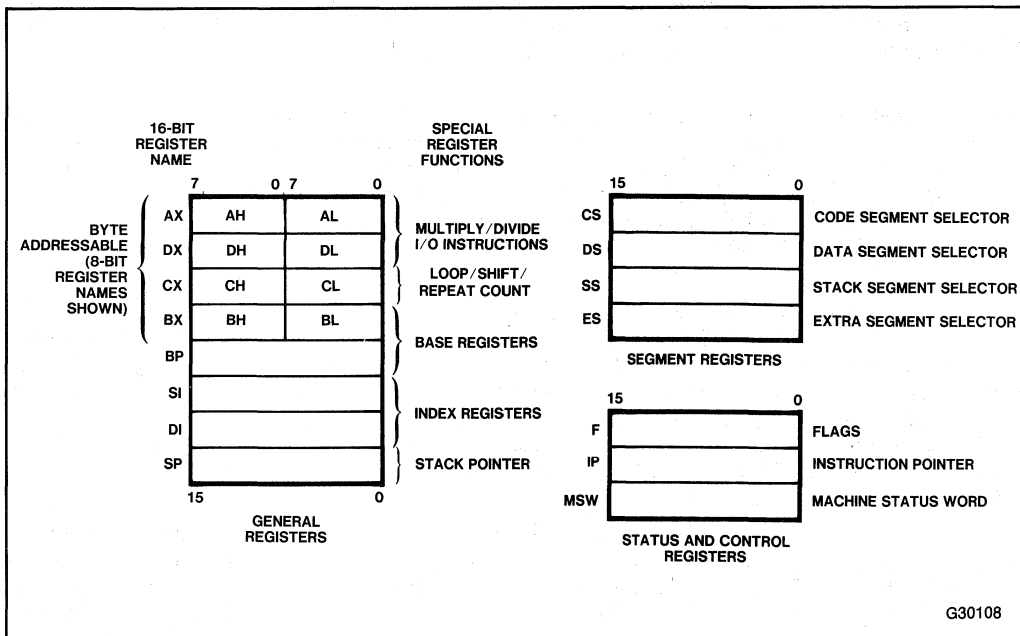 16-BIT
REGISTER
NAME
SPECIAL
REGISTER
FUNCTIONS
7 0 7 0
BYTE
ADDRESSABLE
(8-BIT
REGISTER
NAMES
SHOWN)
AX AH AL
DX DH DL
CX CH CL
BX BH BL
BP
SI
DI
SP
15 0
MULTIPLY/DIVIDE
I/O INSTRUCTIONS
LOOP/SHIFT/
REPEAT COUNT
BASE REGISTERS
INDEX REGISTERS
STACK POINTER
GENERAL
REGISTERS
15 0
CS CODE SEGMENT SELECTOR
DS DATA SEGMENT SELECTOR
SS STACK SEGMENT SELECTOR
ES EXTRA SEGMENT SELECTOR
SEGMENT REGISTERS
15 0
F FLAGS
IP INSTRUCTION POINTER
MSW MACHINE STATUS WORD
STATUS AND CONTROL
REGISTERS
G30108